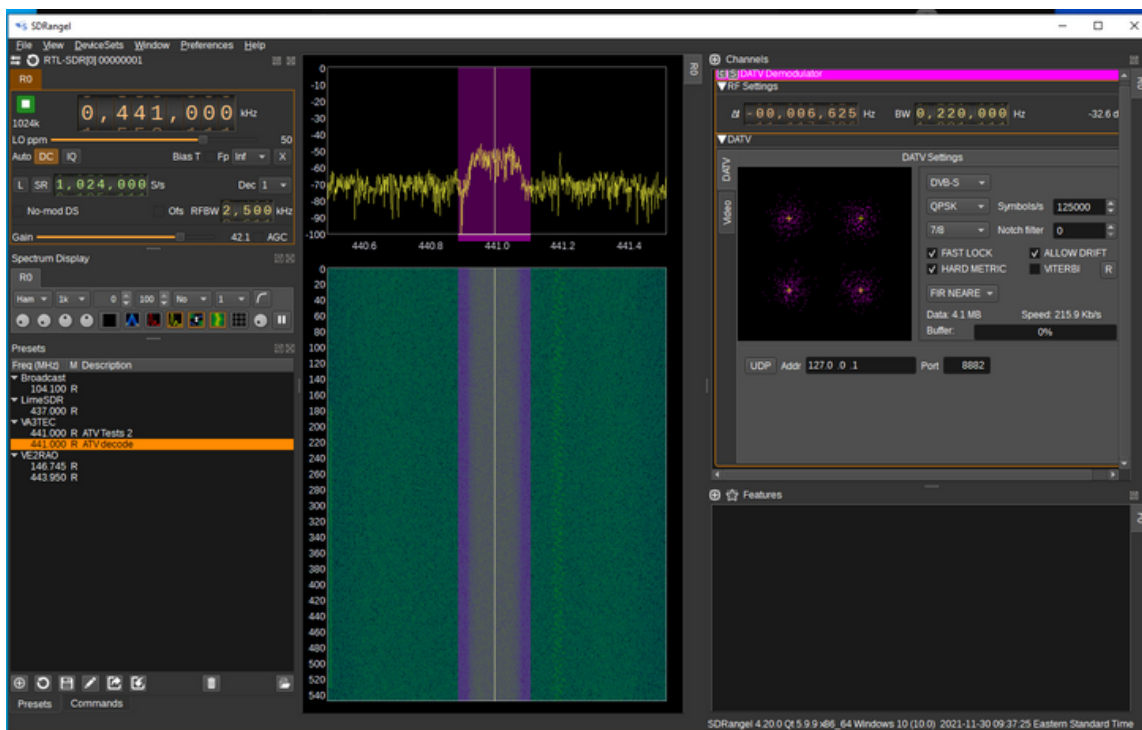 SDRangel
File View DeviceSets Window Preferences Help
RTL-SDR[0] 00000001
R0
0,441,000 kHz
1024k
LO ppm 50
Auto DC IQ Bias T Fp Inf X
L SR 1,024,000 S/s Dec 1
No-mod DS Ofs RFBW 2,500 kHz
Gain 42.1 AGC
Spectrum Display
R0
Ham 1k 0 100 No 1
Presets
Freq (MHz) M Description
Broadcast
104.100 R
LimeSDR
437.000 R
VA3TEC
441.000 R ATV Tests 2
441.000 R ATV decode
VE2RAO
146.745 R
443.950 R
Presets Commands
R0
0
-10
-20
-30
-40
-50
-60
-70
-80
-90
-100
440.6 440.8 441.0 441.2 441.4
0
20
40
60
80
100
120
140
160
180
200
220
240
260
280
300
320
340
360
380
400
420
440
460
480
500
520
540
Channels
DATV Demodulator
RF Settings
Δf -00,006,625 Hz BW 0,220,000 Hz -32.6 d
DATV
DATV
Video
DATV Settings
DVB-S
QPSK Symbols/s 125000
7/8 Notch filter 0
FAST LOCK ALLOW DRIFT
HARD METRIC VITERBI R
FIR NEARE
Data: 4.1 MB Speed: 215.9 Kb/s
Buffer: 0%
UDP Addr 127.0 .0 .1 Port 8882
Features
SDRangel 4.20.0 Qt 5.9.9 x86_64 Windows 10 (10.0) 2021-11-30 09:37:25 Eastern Standard Time